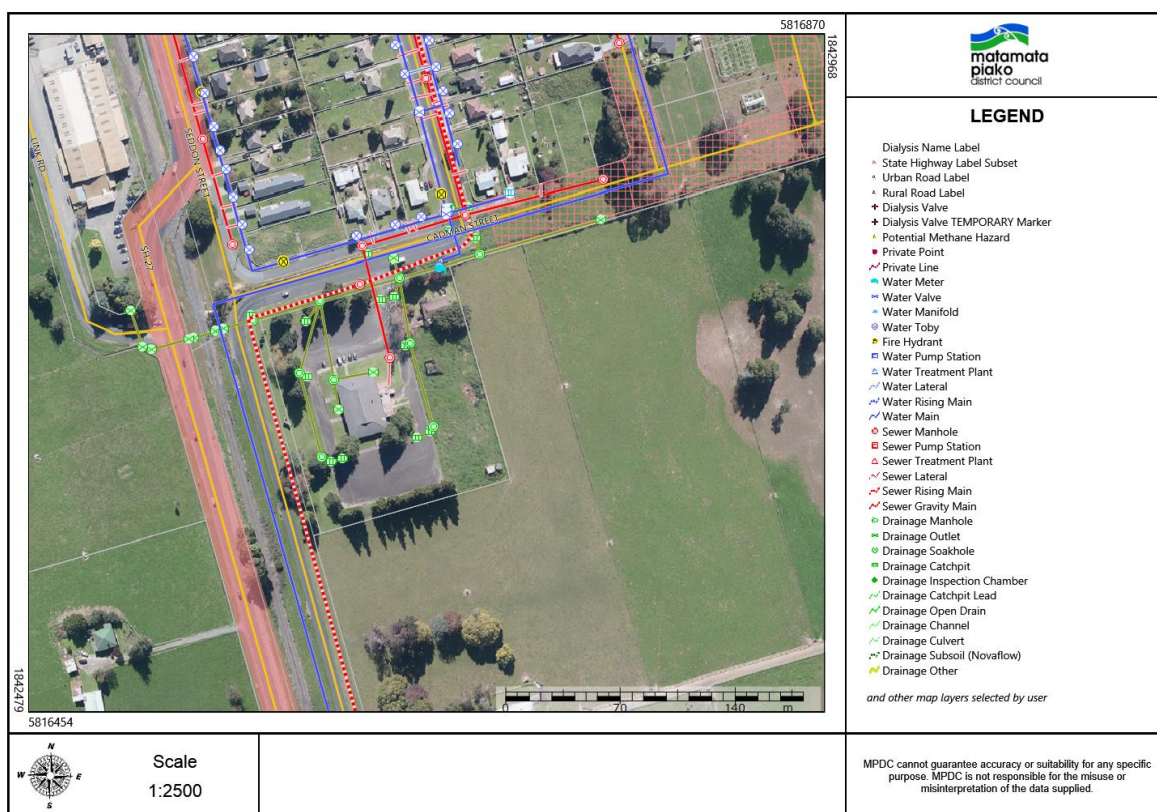 5816870
1842968
LINK RD
SEDDON STREET
SH 27
CADMAN STREET
1842479
5816454
0 70 140 m
matamata
piako
district council
LEGEND
Dialysis Name Label
State Highway Label Subset
Urban Road Label
Rural Road Label
Dialysis Valve
Dialysis Valve TEMPORARY Marker
Potential Methane Hazard
Private Point
Private Line
Water Meter
Water Valve
Water Manifold
Water Toby
Fire Hydrant
Water Pump Station
Water Treatment Plant
Water Lateral
Water Rising Main
Water Main
Sewer Manhole
Sewer Pump Station
Sewer Treatment Plant
Sewer Lateral
Sewer Rising Main
Sewer Gravity Main
Drainage Manhole
Drainage Outlet
Drainage Soakhole
Drainage Catchpit
Drainage Inspection Chamber
Drainage Catchpit Lead
Drainage Open Drain
Drainage Channel
Drainage Culvert
Drainage Subsoil (Novaflow)
Drainage Other
and other map layers selected by user
N
W E
S
Scale
1:2500
MPDC cannot guarantee accuracy or suitability for any specific
purpose. MPDC is not responsible for the misuse or
misinterpretation of the data supplied.